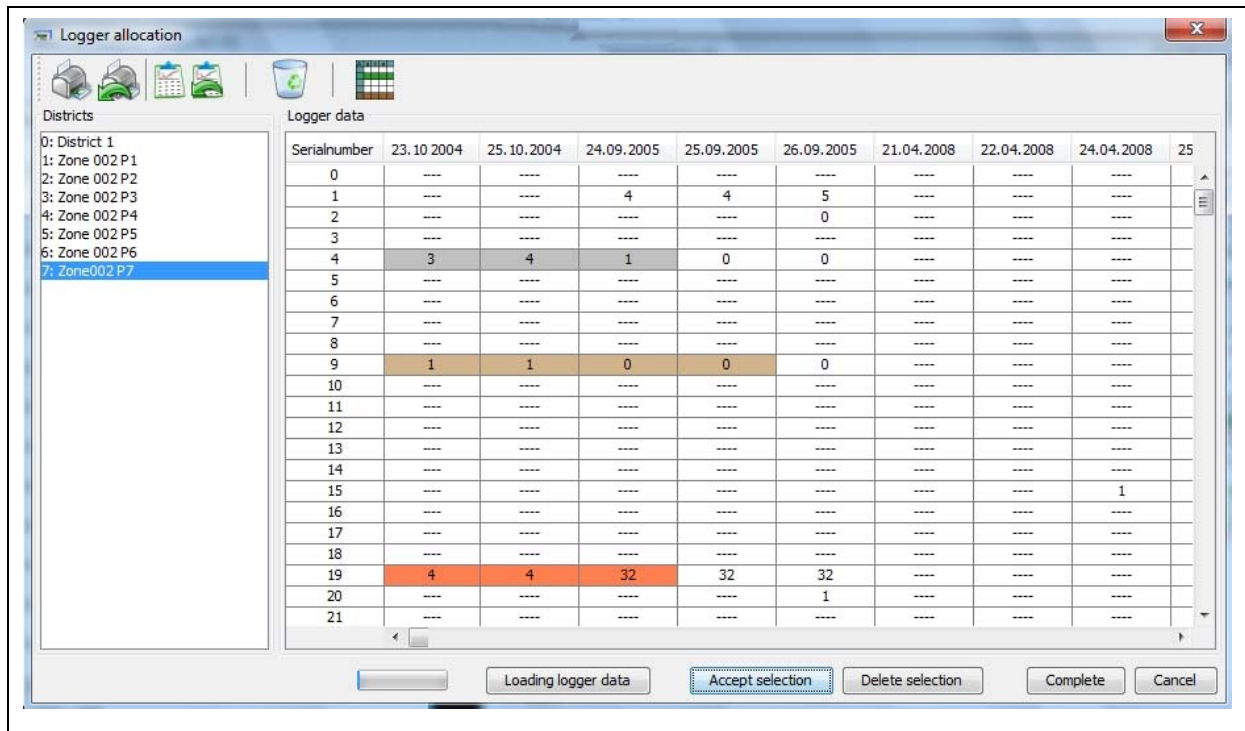 Logger allocation
Districts
0: District 1
1: Zone 002 P1
2: Zone 002 P2
3: Zone 002 P3
4: Zone 002 P4
5: Zone 002 P5
6: Zone 002 P6
7: Zone002 P7
Logger data
Serialnumber 23.10 2004 25.10.2004 24.09.2005 25.09.2005 26.09.2005 21.04.2008 22.04.2008 24.04.2008 25
0 ---- ---- ---- ---- ---- ---- ---- ----
1 ---- ---- 4 4 5 ---- ---- ----
2 ---- ---- ---- ---- 0 ---- ---- ----
3 ---- ---- ---- ---- ---- ---- ---- ----
4 3 4 1 0 0 ---- ---- ----
5 ---- ---- ---- ---- ---- ---- ---- ----
6 ---- ---- ---- ---- ---- ---- ---- ----
7 ---- ---- ---- ---- ---- ---- ---- ----
8 ---- ---- ---- ---- ---- ---- ---- ----
9 1 1 0 0 0 ---- ---- ----
10 ---- ---- ---- ---- ---- ---- ---- ----
11 ---- ---- ---- ---- ---- ---- ---- ----
12 ---- ---- ---- ---- ---- ---- ---- ----
13 ---- ---- ---- ---- ---- ---- ---- ----
14 ---- ---- ---- ---- ---- ---- ---- ----
15 ---- ---- ---- ---- ---- ---- ---- 1
16 ---- ---- ---- ---- ---- ---- ---- ----
17 ---- ---- ---- ---- ---- ---- ---- ----
18 ---- ---- ---- ---- ---- ---- ---- ----
19 4 4 32 32 32 ---- ---- ----
20 ---- ---- ---- ---- 1 ---- ---- ----
21 ---- ---- ---- ---- ---- ---- ---- ----
Loading logger data Accept selection Delete selection Complete Cancel